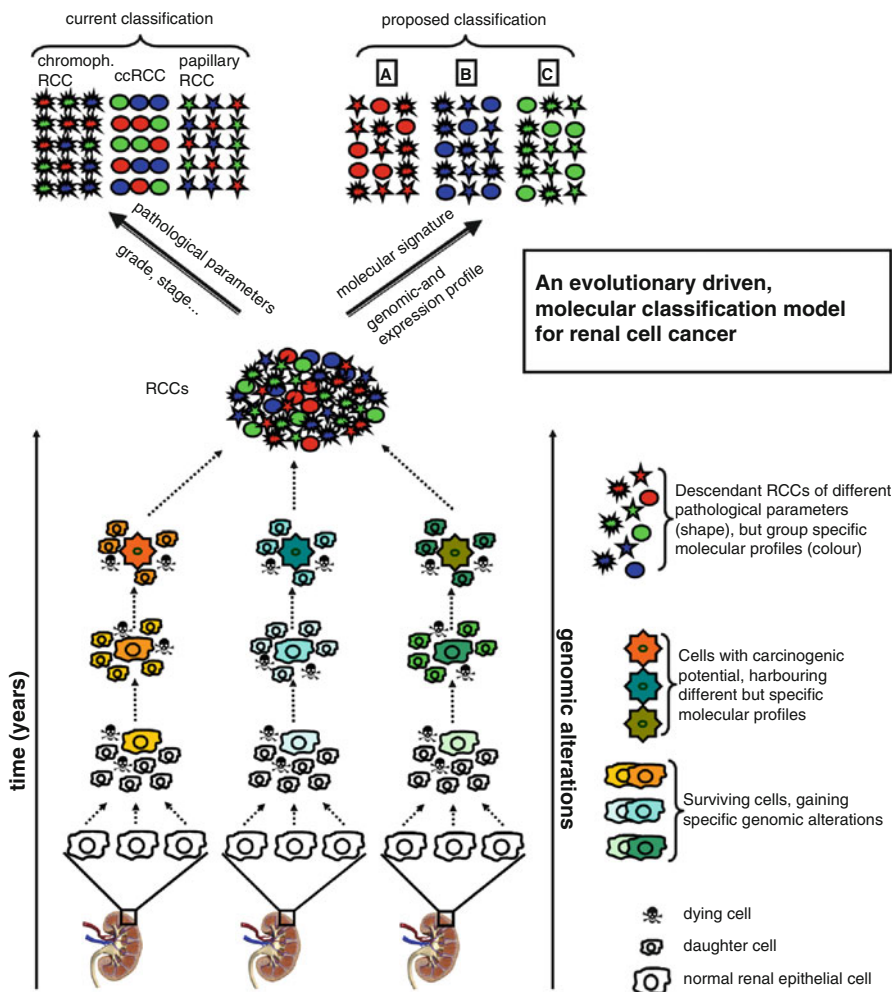 current classification
proposed classification
chromoph.
RCC
ccRCC
papillary
RCC
A
B
C
pathological parameters
grade, stage...
molecular signature
genomic-and
expression profile
An evolutionary driven,
molecular classification model
for renal cell cancer
RCCs
time (years)
genomic alterations
Descendant RCCs of different
pathological parameters
(shape), but group specific
molecular profiles (colour)
Cells with carcinogenic
potential, harbouring
different but specific
molecular profiles
Surviving cells, gaining
specific genomic alterations
dying cell
daughter cell
normal renal epithelial cell